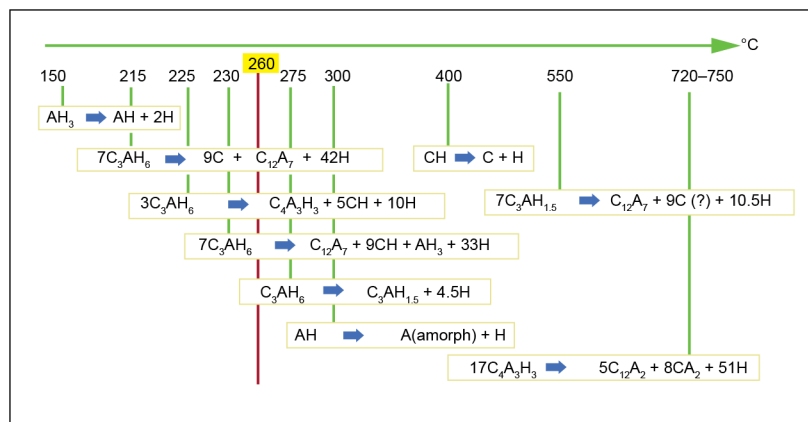 °C
260
150 215 225 230 275 300 400 550 720–750
AH₃ → AH + 2H
7C₃AH₆ → 9C + C₁₂A₇ + 42H
CH → C + H
3C₃AH₆ → C₄A₃H₃ + 5CH + 10H
7C₃AH₁.₅ → C₁₂A₇ + 9C (?) + 10.5H
7C₃AH₆ → C₁₂A₇ + 9CH + AH₃ + 33H
C₃AH₆ → C₃AH₁.₅ + 4.5H
AH → A(amorph) + H
17C₄A₃H₃ → 5C₁₂A₂ + 8CA₂ + 51H